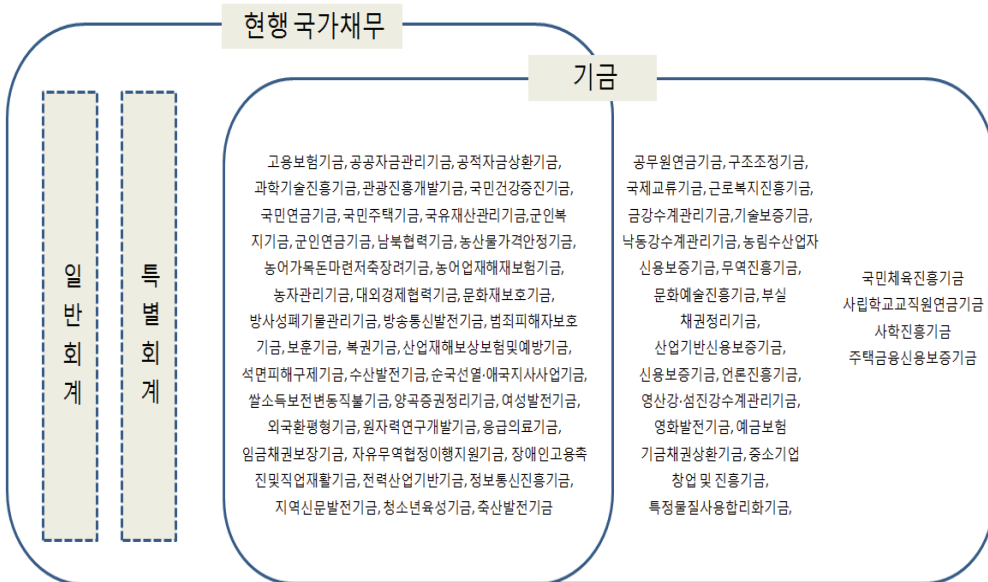 현행 국가채무
기금
일반회계
특별회계
고용보험기금, 공공자금관리기금, 공적자금상환기금,
과학기술진흥기금, 관광진흥개발기금, 국민건강증진기금,
국민연금기금, 국민주택기금, 국유재산관리기금, 군인복
지기금, 군인연금기금, 남북협력기금, 농산물가격안정기금,
농어가목돈마련저축장려기금, 농어업재해재보험기금,
농자관리기금, 대외경제협력기금, 문화재보호기금,
방사성폐기물관리기금, 방송통신발전기금, 범죄피해자보호
기금, 보훈기금, 복권기금, 산업재해보상보험및예방기금,
석면피해구제기금, 수산발전기금, 순국선열·애국지사사업기금,
쌀소득보전변동직불기금, 양곡증권정리기금, 여성발전기금,
외국환평형기금, 원자력연구개발기금, 응급의료기금,
임금채권보장기금, 자유무역협정이행지원기금, 장애인고용촉
진및직업재활기금, 전력산업기반기금, 정보통신진흥기금,
지역신문발전기금, 청소년육성기금, 축산발전기금
공무원연금기금, 구조조정기금,
국제교류기금, 근로복지진흥기금,
금강수계관리기금, 기술보증기금,
낙동강수계관리기금, 농림수산업자
신용보증기금, 무역진흥기금,
문화예술진흥기금, 부실
채권정리기금,
산업기반신용보증기금,
신용보증기금, 언론진흥기금,
영산강·섬진강수계관리기금,
영화발전기금, 예금보험
기금채권상환기금, 중소기업
창업 및 진흥기금,
특정물질사용합리화기금,
국민체육진흥기금
사립학교교직원연금기금
사학진흥기금
주택금융신용보증기금